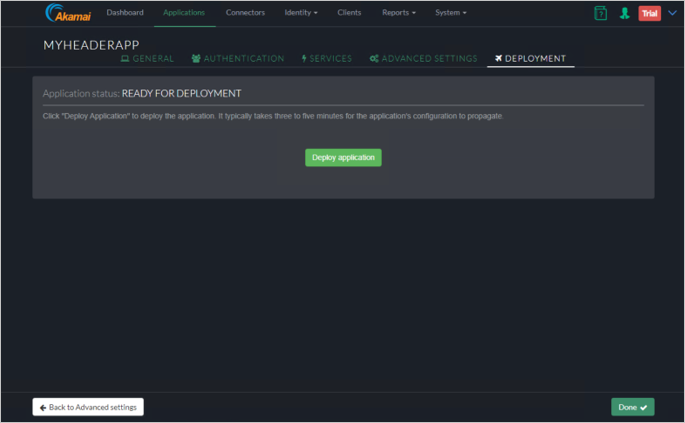 Akamai Dashboard Applications Connectors Identity Clients Reports System ? Trial
MYHEADERAPP
GENERAL AUTHENTICATION SERVICES ADVANCED SETTINGS DEPLOYMENT
Application status: READY FOR DEPLOYMENT
Click "Deploy Application" to deploy the application. It typically takes three to five minutes for the application's configuration to propagate.
Deploy application
Back to Advanced settings Done